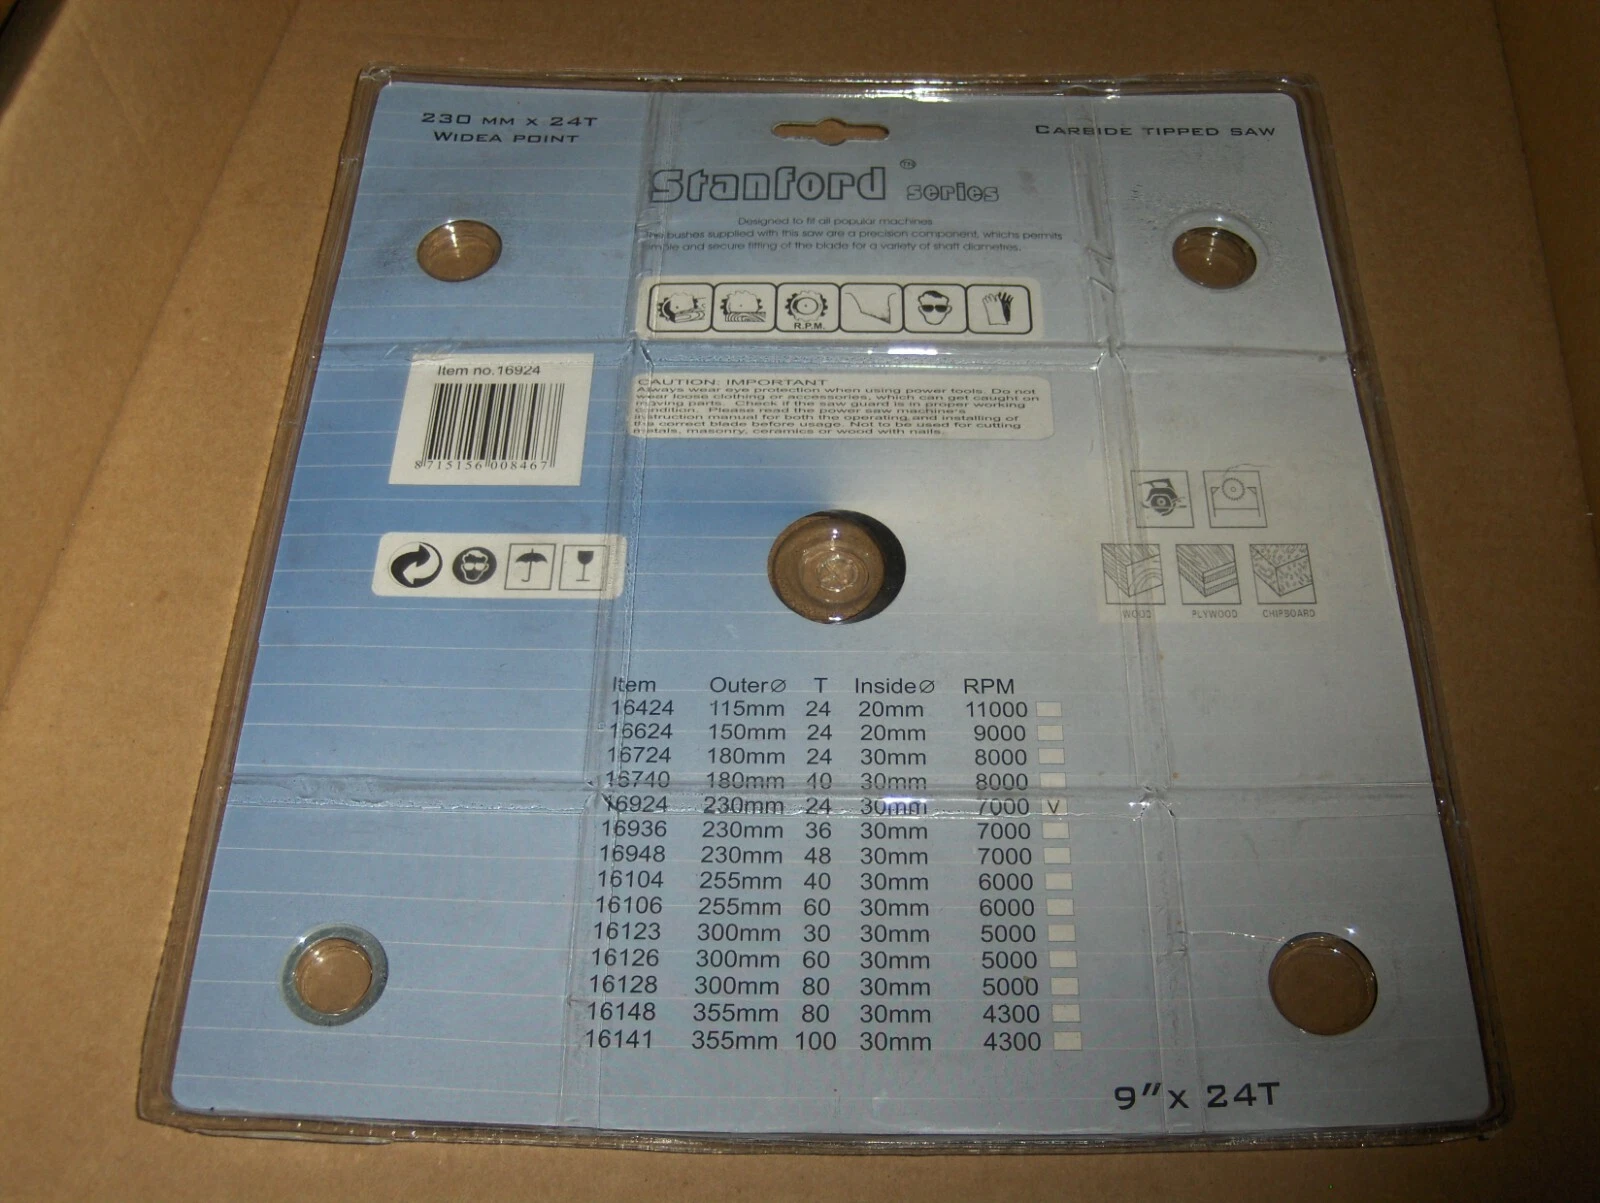 230 MM X 24T
WIDEA POINT
CARBIDE TIPPED SAW
Stanford TM series
Designed to fit all popular machines
bushes supplied with this saw are a precision component, whichs permits
and secure fitting of the blade for a variety of shaft diametres.
R.P.M.
Item no.16924
8 715156 008467
CAUTION: IMPORTANT
Always wear eye protection when using power tools. Do not
wear loose clothing or accessories, which can get caught on
moving parts. Check if the saw guard is in proper working
condition. Please read the power saw machine's
instruction manual for both the operating and installing of
the correct blade before usage. Not to be used for cutting
metals, masonry, ceramics or wood with nails.
WOOD PLYWOOD CHIPBOARD
Item Outer⌀ T Inside⌀ RPM
16424 115mm 24 20mm 11000
16624 150mm 24 20mm 9000
16724 180mm 24 30mm 8000
16740 180mm 40 30mm 8000
16924 230mm 24 30mm 7000 V
16936 230mm 36 30mm 7000
16948 230mm 48 30mm 7000
16104 255mm 40 30mm 6000
16106 255mm 60 30mm 6000
16123 300mm 30 30mm 5000
16126 300mm 60 30mm 5000
16128 300mm 80 30mm 5000
16148 355mm 80 30mm 4300
16141 355mm 100 30mm 4300
9" X 24T